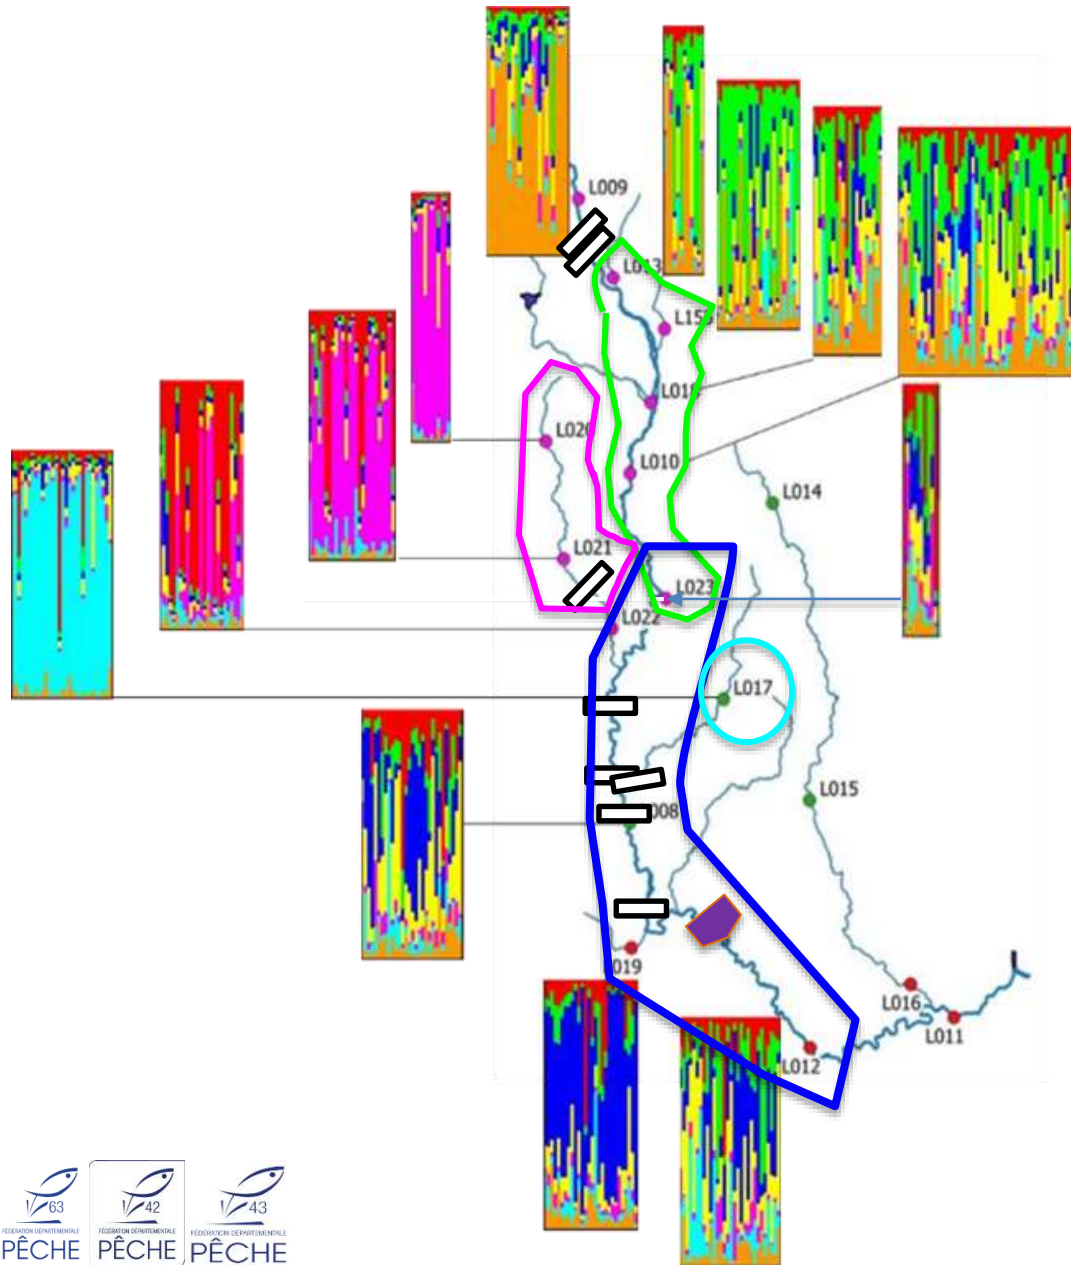 L009
L013
L15
L018
L020
L010
L014
L021
L023
L022
L017
L015
008
019
L016
L011
L012
63
FÉDÉRATION DÉPARTEMENTALE
PÊCHE
42
FÉDÉRATION DÉPARTEMENTALE
PÊCHE
43
FÉDÉRATION DÉPARTEMENTALE
PÊCHE